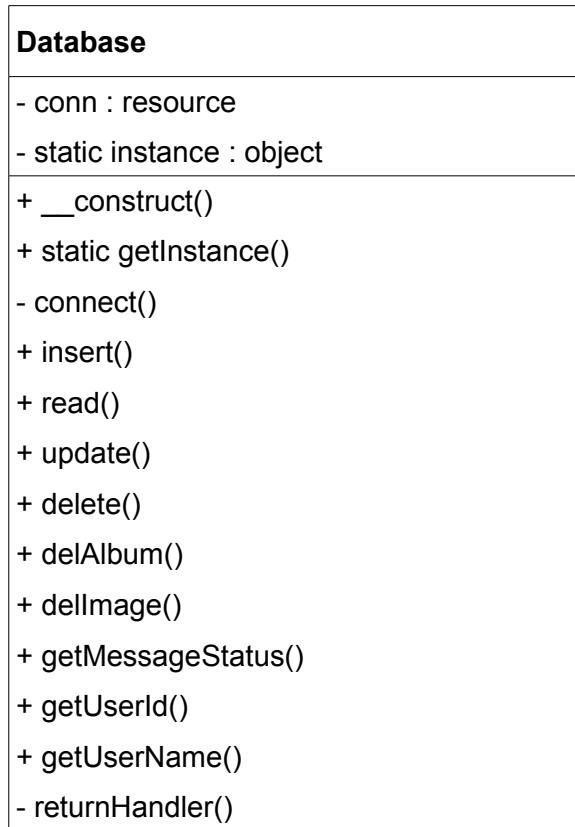 Database
- conn : resource
- static instance : object
+ __construct()
+ static getInstance()
- connect()
+ insert()
+ read()
+ update()
+ delete()
+ delAlbum()
+ delImage()
+ getMessageStatus()
+ getUserId()
+ getUserName()
- returnHandler()